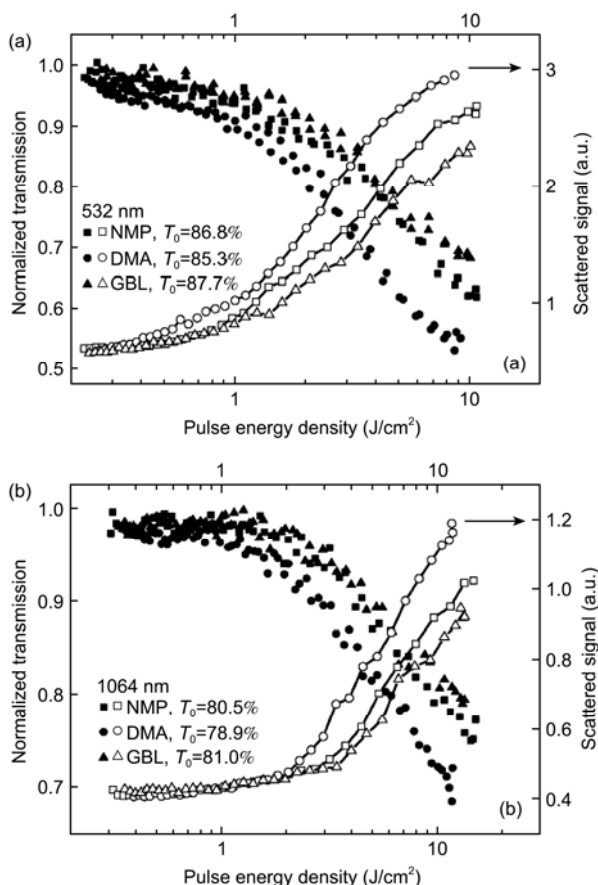 (a)
1
10
1.0
0.9
0.8
0.7
0.6
0.5
Normalized transmission
3
2
1
Scattered signal (a.u.)
532 nm
■ □ NMP, T₀=86.8%
● ○ DMA, T₀=85.3%
▲ △ GBL, T₀=87.7%
(a)
1
10
Pulse energy density (J/cm²)
(b)
1
10
1.0
0.9
0.8
0.7
Normalized transmission
1.2
1.0
0.8
0.6
0.4
Scattered signal (a.u.)
1064 nm
■ □ NMP, T₀=80.5%
● ○ DMA, T₀=78.9%
▲ △ GBL, T₀=81.0%
(b)
1
10
Pulse energy density (J/cm²)